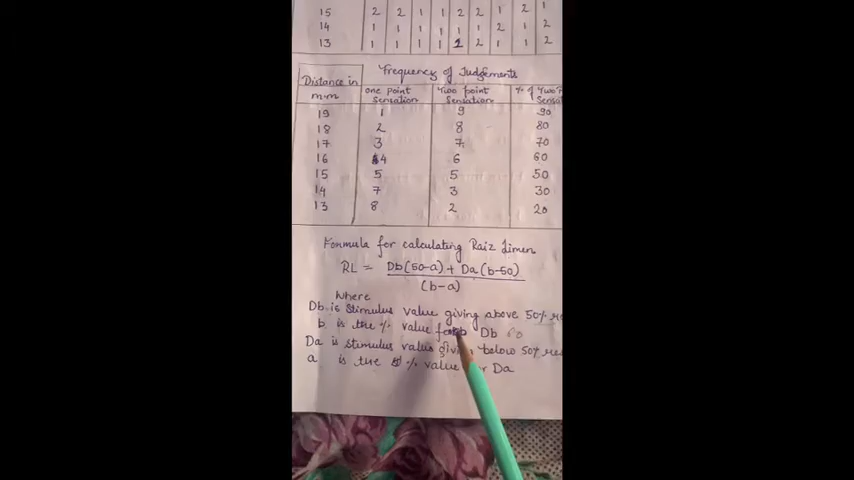 15 2 2 1 1 2 2 1 2 1
14 1 1 1 1 1 1 2 1 2
13 1 1 1 1 2 2 1 1 2
Frequency of Judgements
Distance in m.m one Point Sensation Two point Sensation % of Two
19 1 9 90
18 2 8 80
17 3 7 70
16 4 6 60
15 5 5 50
14 7 3 30
13 8 2 20
Formula for calculating Raiz Limen
RL = Db(50-a) + Da(b-50)
(b-a)
Where
Db is Stimulus value giving above 50%
b is the % value for Db 60
Da is stimulus value giving below 50%
a is the % value for Da